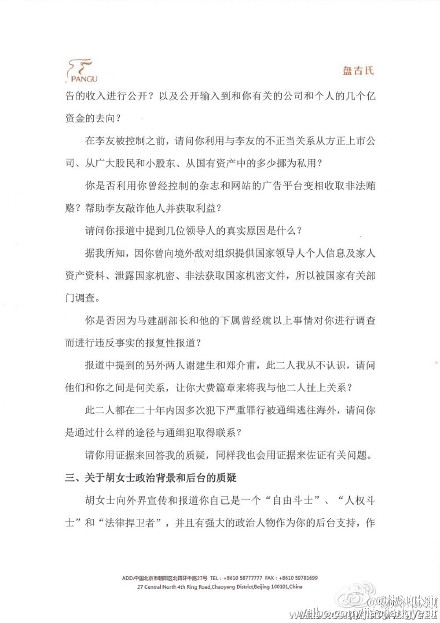 PANGU
盘古氏
告的收入进行公开？以及公开输入到和你有关的公司和个人的几个亿
资金的去向？
在李友被控制之前，请问你利用与李友的不正当关系从方正上市公
司、从广大股民和小股东、从国有资产中的多少挪为私用？
你是否利用你曾经控制的杂志和网站的广告平台变相收取非法贿
赂？帮助李友敲诈他人并获取利益？
请问你报道中提到几位领导人的真实原因是什么？
据我所知，因你曾向境外敌对组织提供国家领导人个人信息及家人
资产资料、泄露国家机密、非法获取国家机密文件，所以被国家有关部
门调查。
你是否因为马建副部长和他的下属曾经就以上事情对你进行调查
而进行违反事实的报复性报道？
报道中提到的另外两人谢建生和郑介甫，此二人我从不认识，请问
他们和你之间是何关系，让你大费篇章来将我与他二人扯上关系？
此二人都在二十年内因多次犯下严重罪行被通缉逃往海外，请问你
是通过什么样的途径与通缉犯取得联系？
请你用证据来回答我的质疑，同样我也会用证据来佐证有关问题。
三、关于胡女士政治背景和后台的质疑
胡女士向外界宣传和报道你自己是一个“自由斗士”、“人权斗
士”和“法律捍卫者”，并且有强大的政治人物作为你的后台支持，作
ADD:中国北京市朝阳区北四环中路27号 TEL：+8610 58777777 FAX：+8610 59781699
27 Central North 4th Ring Road,Chaoyang District,Beijing 100101,China